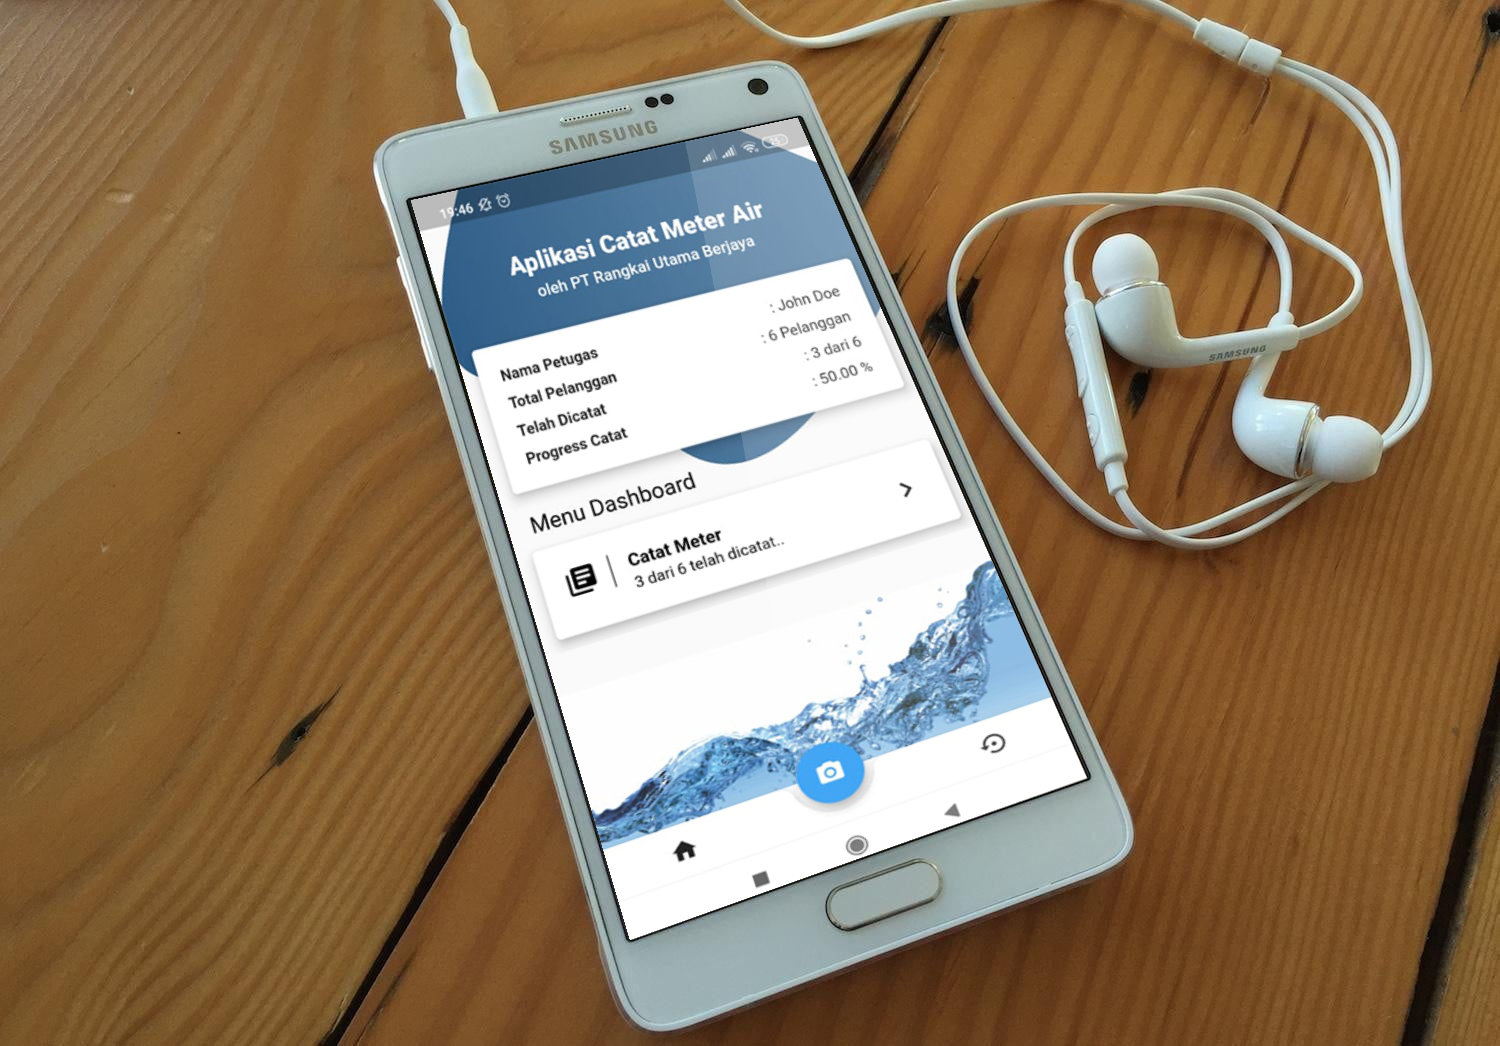 SAMSUNG
19:46
Aplikasi Catat Meter Air
oleh PT Rangkai Utama Berjaya
Nama Petugas : John Doe
Total Pelanggan : 6 Pelanggan
Telah Dicatat : 3 dari 6
Progress Catat : 50.00 %
Menu Dashboard
Catat Meter
3 dari 6 telah dicatat..
SAMSUNG